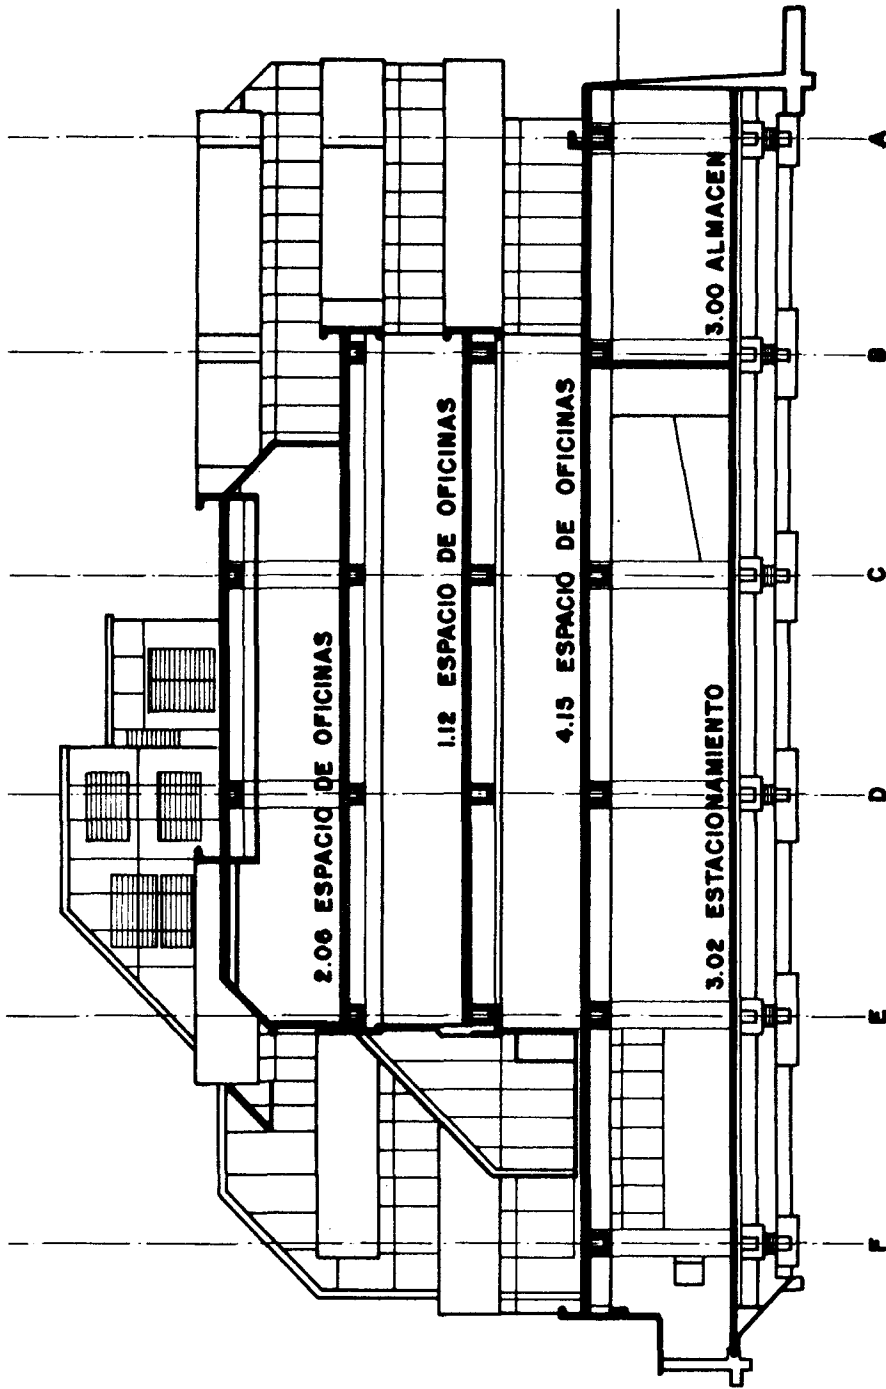 2.06 ESPACIO DE OFICINAS
1.12 ESPACIO DE OFICINAS
4.15 ESPACIO DE OFICINAS
3.02 ESTACIONAMIENTO
3.00 ALMACEN
F
E
D
C
B
A